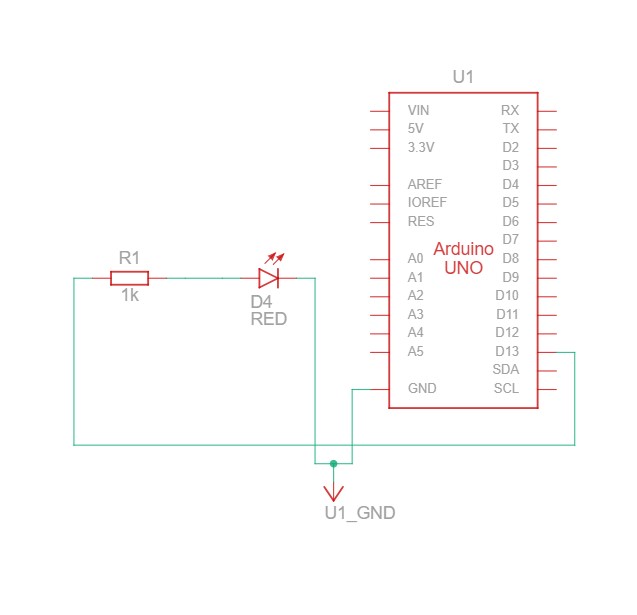 U1
VIN RX
5V TX
3.3V D2
D3
AREF D4
IOREF D5
RES D6
D7
Arduino
UNO
A0 D8
A1 D9
A2 D10
A3 D11
A4 D12
A5 D13
SDA
GND SCL
R1
1k
D4
RED
U1_GND